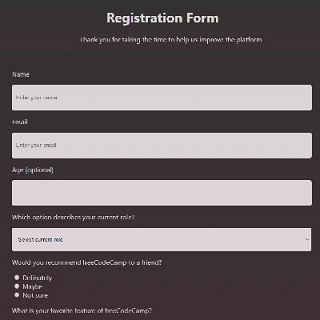 Registration Form
Thank you for taking the time to help us improve the platform
Name
Enter your name
Email
Enter your email
Age (optional)
Which option describes your current role?
Select current role
Would you recommend freeCodeCamp to a friend?
Definitely
Maybe
Not sure
What is your favorite feature of freeCodeCamp?